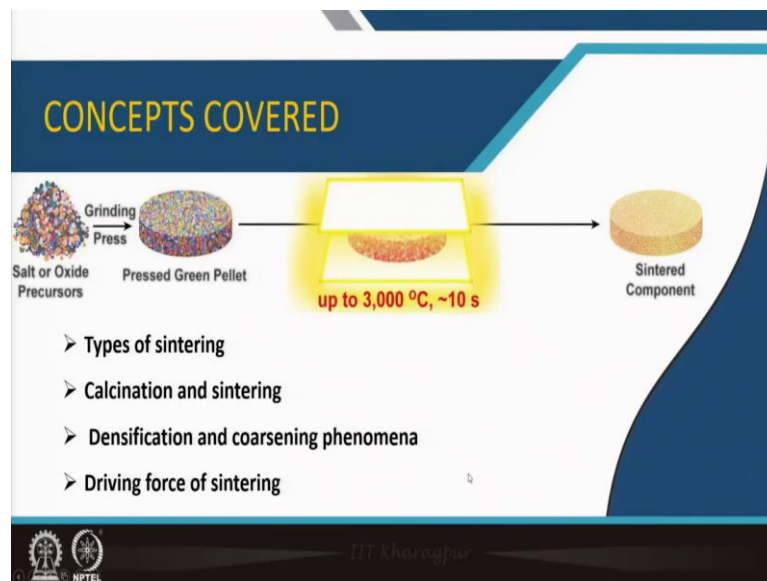 CONCEPTS COVERED
Grinding
Press
Salt or Oxide
Precursors
Pressed Green Pellet
up to 3,000 °C, ~10 s
Sintered
Component
➢ Types of sintering
➢ Calcination and sintering
➢ Densification and coarsening phenomena
➢ Driving force of sintering
NPTEL
IIT Kharagpur